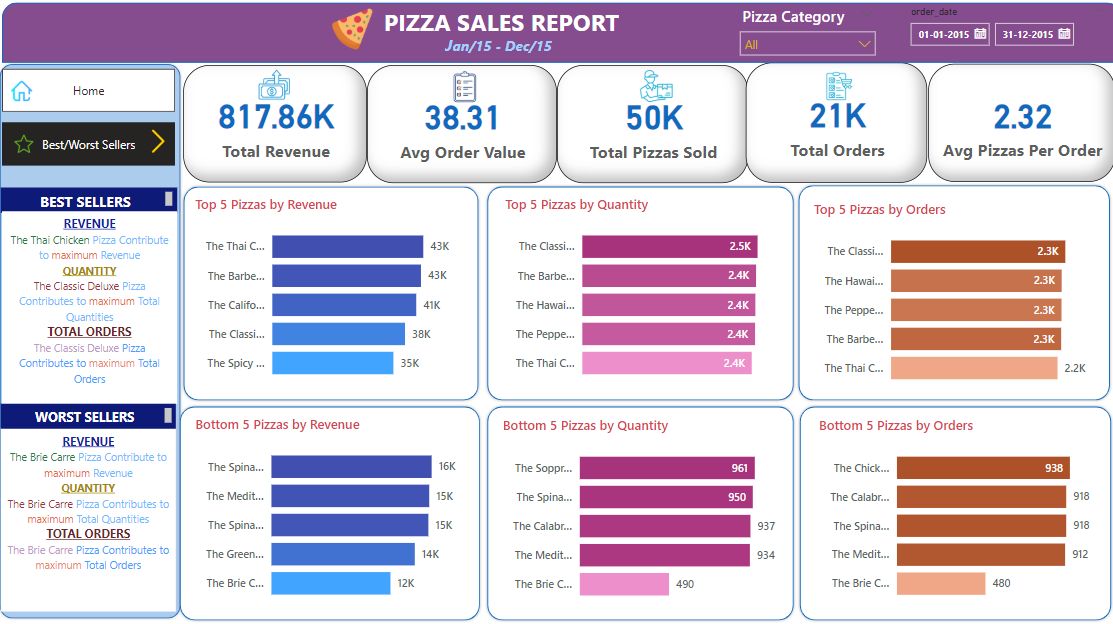 PIZZA SALES REPORT
Jan/15 - Dec/15
Pizza Category
All
order_date
01-01-2015
31-12-2015
Home
Best/Worst Sellers
817.86K
Total Revenue
38.31
Avg Order Value
50K
Total Pizzas Sold
21K
Total Orders
2.32
Avg Pizzas Per Order
BEST SELLERS
REVENUE
The Thai Chicken Pizza Contribute
to maximum Revenue
QUANTITY
The Classic Deluxe Pizza
Contributes to maximum Total
Quantities
TOTAL ORDERS
The Classis Deluxe Pizza
Contributes to maximum Total
Orders
WORST SELLERS
REVENUE
The Brie Carre Pizza Contribute to
maximum Revenue
QUANTITY
The Brie Carre Pizza Contributes to
maximum Total Quantities
TOTAL ORDERS
The Brie Carre Pizza Contributes to
maximum Total Orders
Top 5 Pizzas by Revenue
The Thai C... 43K
The Barbe... 43K
The Califo... 41K
The Classi... 38K
The Spicy ... 35K
Top 5 Pizzas by Quantity
The Classi... 2.5K
The Barbe... 2.4K
The Hawai... 2.4K
The Peppe... 2.4K
The Thai C... 2.4K
Top 5 Pizzas by Orders
The Classi... 2.3K
The Hawai... 2.3K
The Peppe... 2.3K
The Barbe... 2.3K
The Thai C... 2.2K
Bottom 5 Pizzas by Revenue
The Spina... 16K
The Medit... 15K
The Spina... 15K
The Green... 14K
The Brie C... 12K
Bottom 5 Pizzas by Quantity
The Soppr... 961
The Spina... 950
The Calabr... 937
The Medit... 934
The Brie C... 490
Bottom 5 Pizzas by Orders
The Chick... 938
The Calabr... 918
The Spina... 918
The Medit... 912
The Brie C... 480